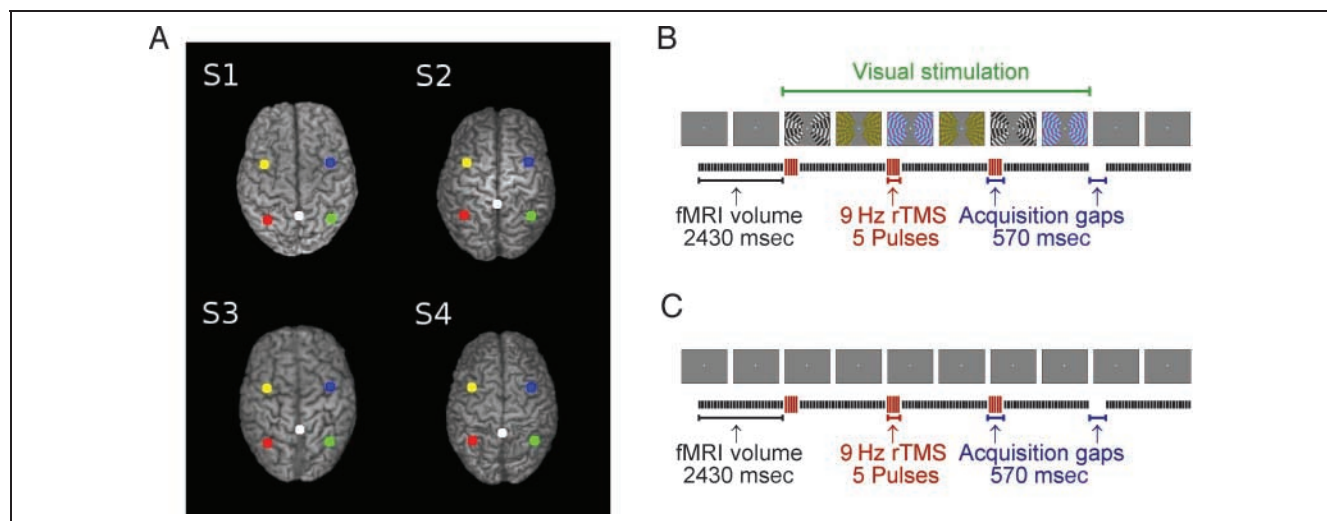 A
S1
S2
S3
S4
B
Visual stimulation
fMRI volume
2430 msec
9 Hz rTMS
5 Pulses
Acquisition gaps
570 msec
C
fMRI volume
2430 msec
9 Hz rTMS
5 Pulses
Acquisition gaps
570 msec